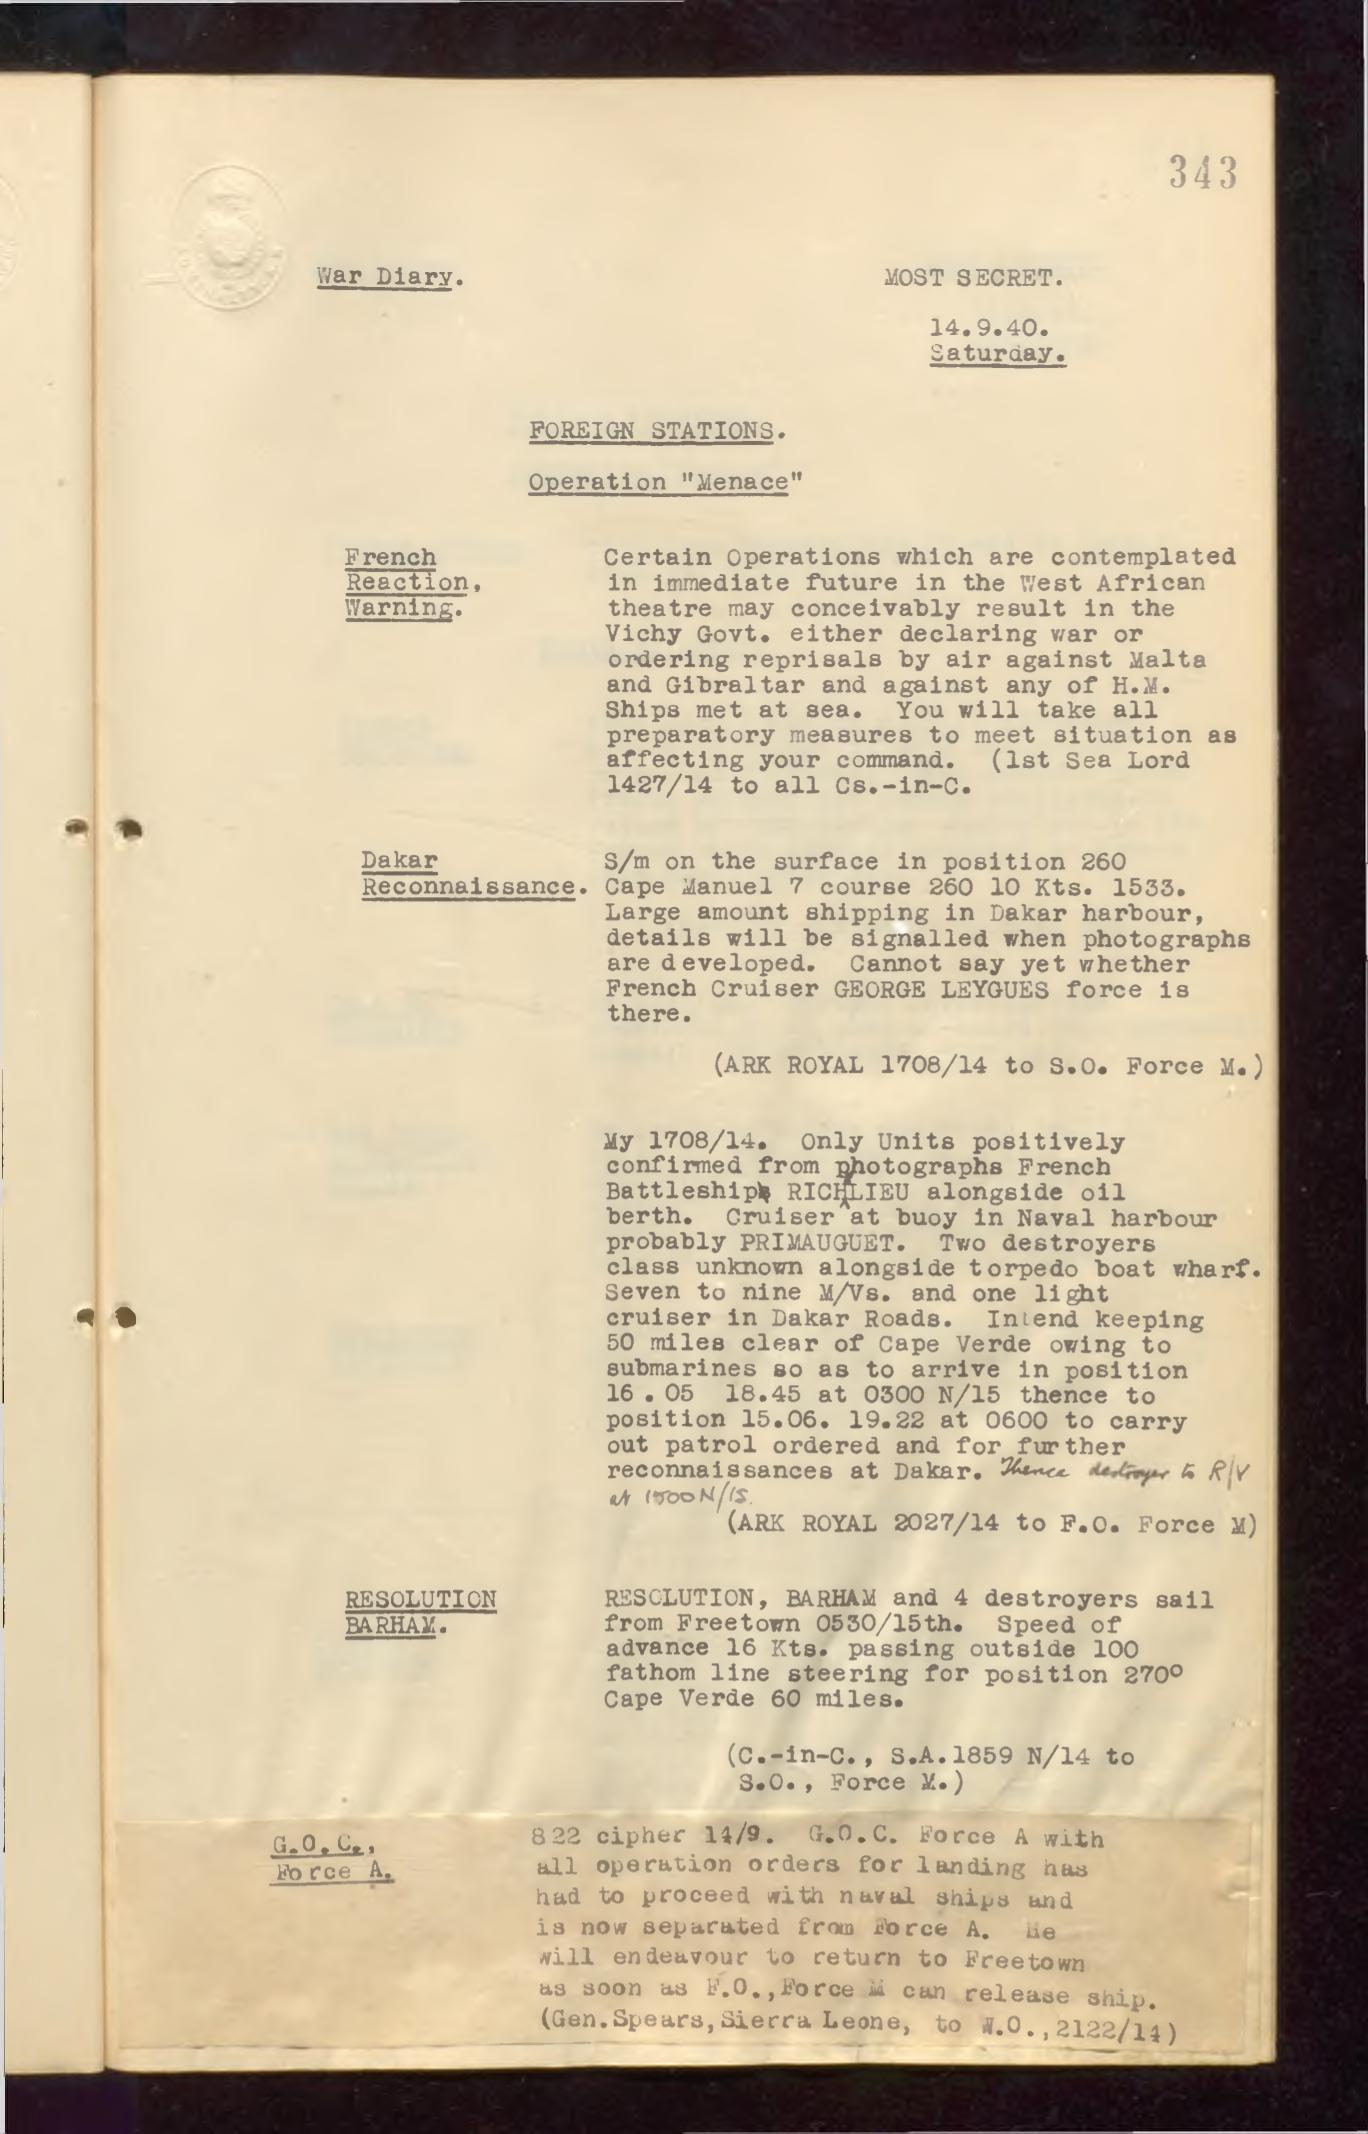 343
War Diary.
MOST SECRET.
14.9.40.
Saturday.
FOREIGN STATIONS.
Operation "Menace"
French
Reaction,
Warning.
Certain Operations which are contemplated
in immediate future in the West African
theatre may conceivably result in the
Vichy Govt. either declaring war or
ordering reprisals by air against Malta
and Gibraltar and against any of H.M.
Ships met at sea. You will take all
preparatory measures to meet situation as
affecting your command. (1st Sea Lord
1427/14 to all Cs.-in-C.
Dakar
Reconnaissance.
S/m on the surface in position 260
Cape Manuel 7 course 260 10 Kts. 1533.
Large amount shipping in Dakar harbour,
details will be signalled when photographs
are developed. Cannot say yet whether
French Cruiser GEORGE LEYGUES force is
there.
(ARK ROYAL 1708/14 to S.O. Force M.)
My 1708/14. Only Units positively
confirmed from photographs French
Battleship RICHLIEU alongside oil
berth. Cruiser at buoy in Naval harbour
probably PRIMAUGUET. Two destroyers
class unknown alongside torpedo boat wharf.
Seven to nine M/Vs. and one light
cruiser in Dakar Roads. Intend keeping
50 miles clear of Cape Verde owing to
submarines so as to arrive in position
16 . 05 18.45 at 0300 N/15 thence to
position 15.06. 19.22 at 0600 to carry
out patrol ordered and for further
reconnaissances at Dakar. Thence destroyer to R/V
at 1500 N/15.
(ARK ROYAL 2027/14 to F.O. Force M)
RESOLUTION
BARHAM.
RESOLUTION, BARHAM and 4 destroyers sail
from Freetown 0530/15th. Speed of
advance 16 Kts. passing outside 100
fathom line steering for position 270°
Cape Verde 60 miles.
(C.-in-C., S.A.1859 N/14 to
S.O., Force M.)
G.O.C.,
Force A.
822 cipher 14/9. G.O.C. Force A with
all operation orders for landing has
had to proceed with naval ships and
is now separated from Force A. He
will endeavour to return to Freetown
as soon as F.O.,Force M can release ship.
(Gen.Spears,Sierra Leone, to W.O.,2122/14)